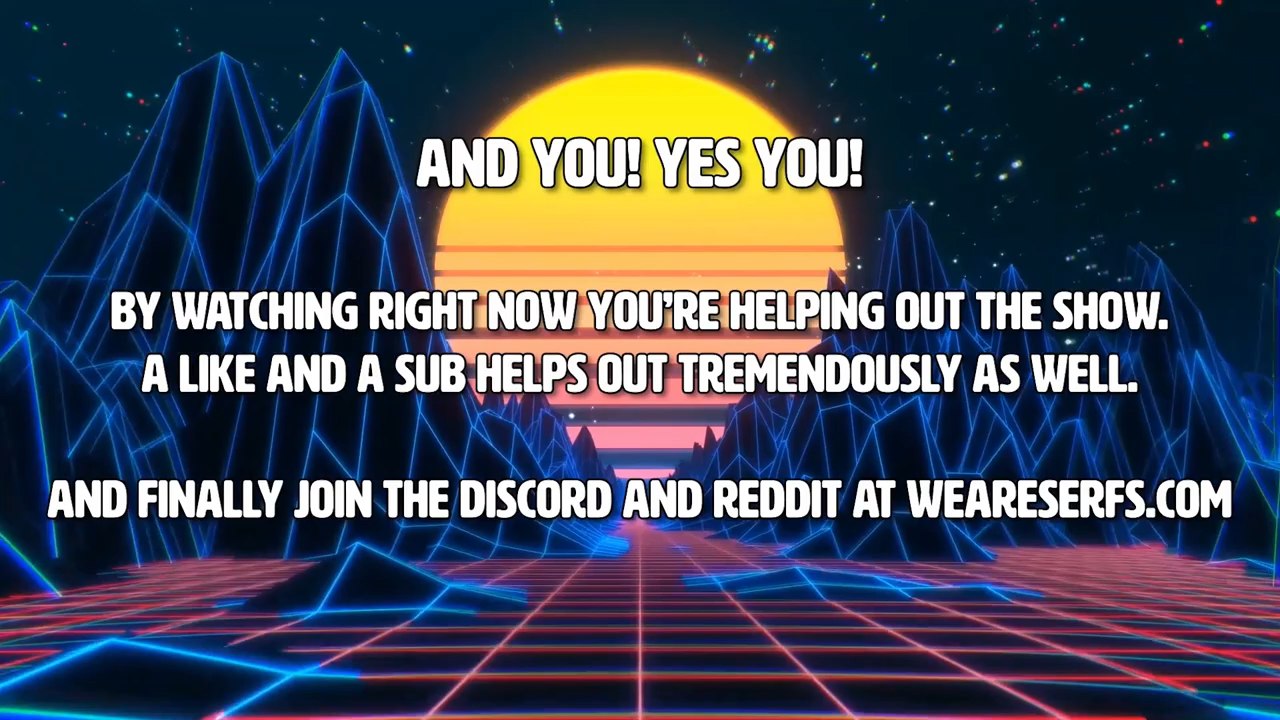 AND YOU! YES YOU!
BY WATCHING RIGHT NOW YOU'RE HELPING OUT THE SHOW.
A LIKE AND A SUB HELPS OUT TREMENDOUSLY AS WELL.
AND FINALLY JOIN THE DISCORD AND REDDIT AT WEARESERFS.COM